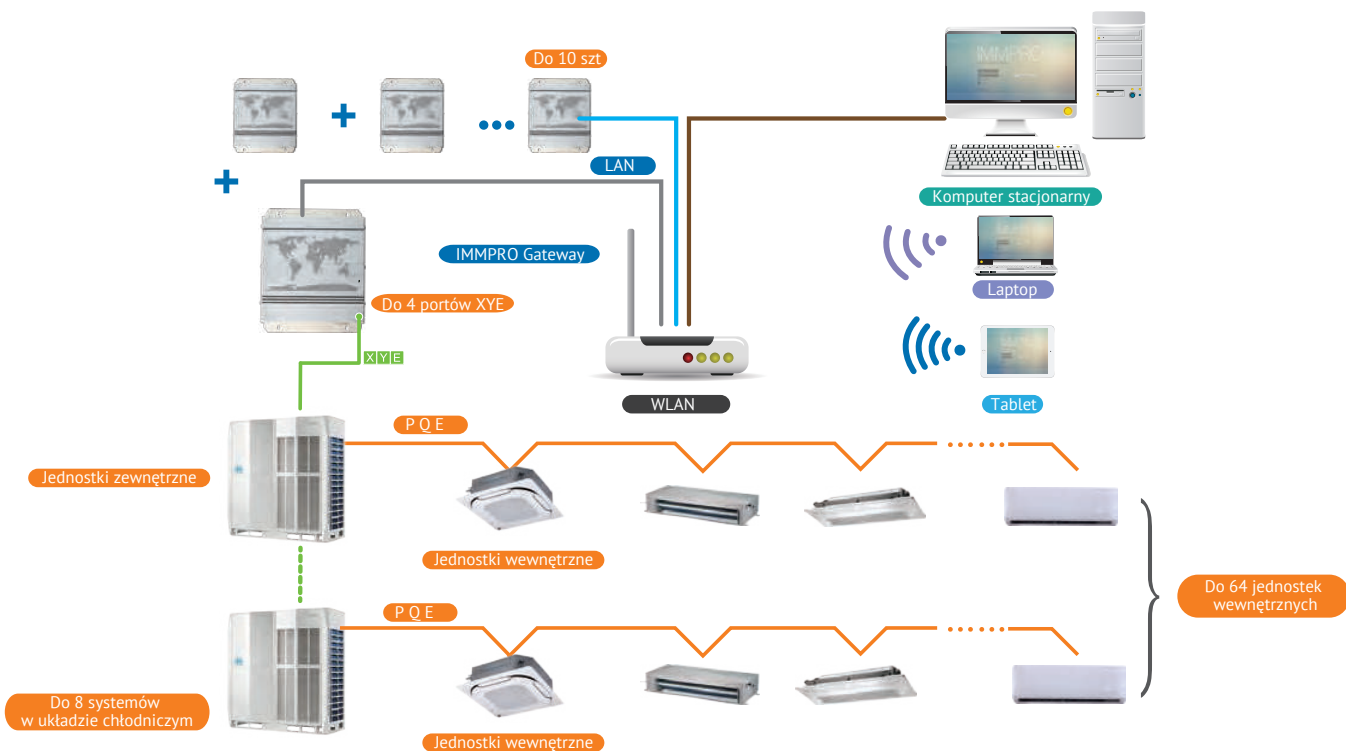 Do 10 szt
IMMPRO
LAN
Komputer stacjonarny
IMMPRO Gateway
Laptop
Do 4 portów XYE
X Y E
WLAN
Tablet
P Q E
Jednostki zewnętrzne
Jednostki wewnętrzne
Do 64 jednostek
wewnętrznych
P Q E
Do 8 systemów
w układzie chłodniczym
Jednostki wewnętrzne